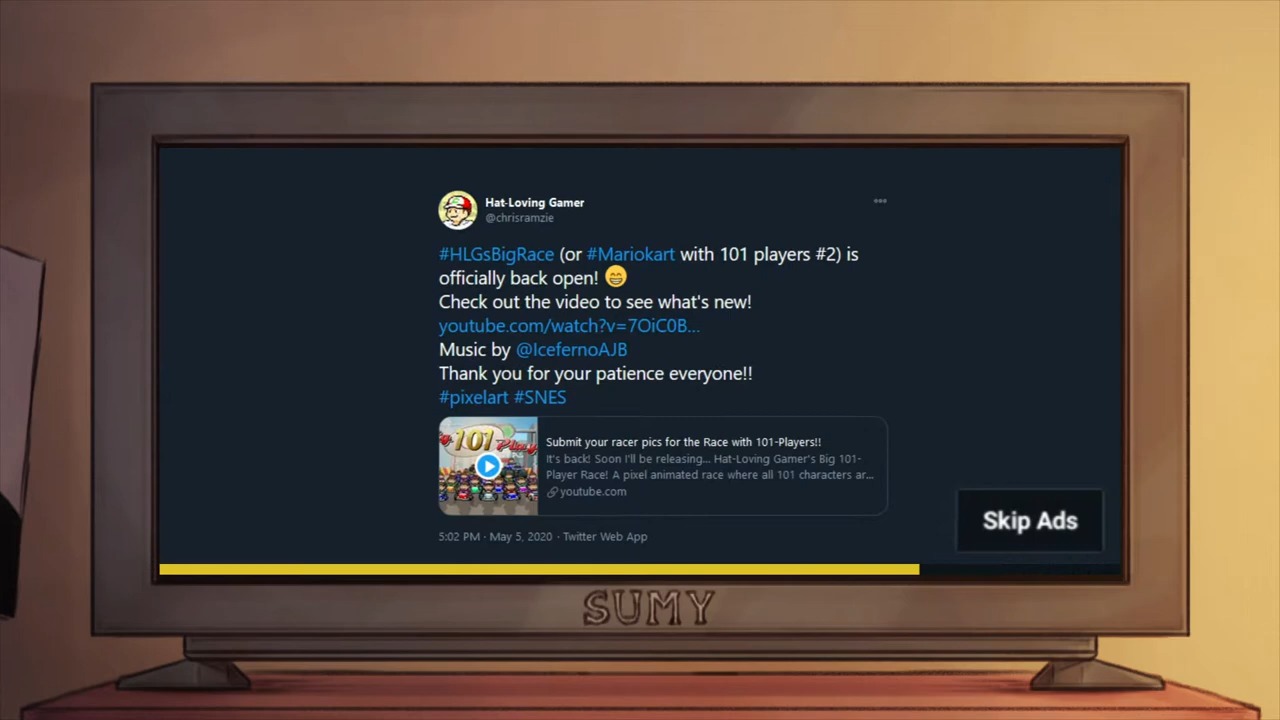 Hat-Loving Gamer
@chrisramzie
#HLGsBigRace (or #Mariokart with 101 players #2) is
officially back open! 😁
Check out the video to see what's new!
youtube.com/watch?v=7OiC0B...
Music by @IcefernoAJB
Thank you for your patience everyone!!
#pixelart #SNES
101
Submit your racer pics for the Race with 101-Players!!
It's back! Soon I'll be releasing... Hat-Loving Gamer's Big 101-
Player Race! A pixel animated race where all 101 characters ar...
youtube.com
5:02 PM · May 5, 2020 · Twitter Web App
Skip Ads
SUMY